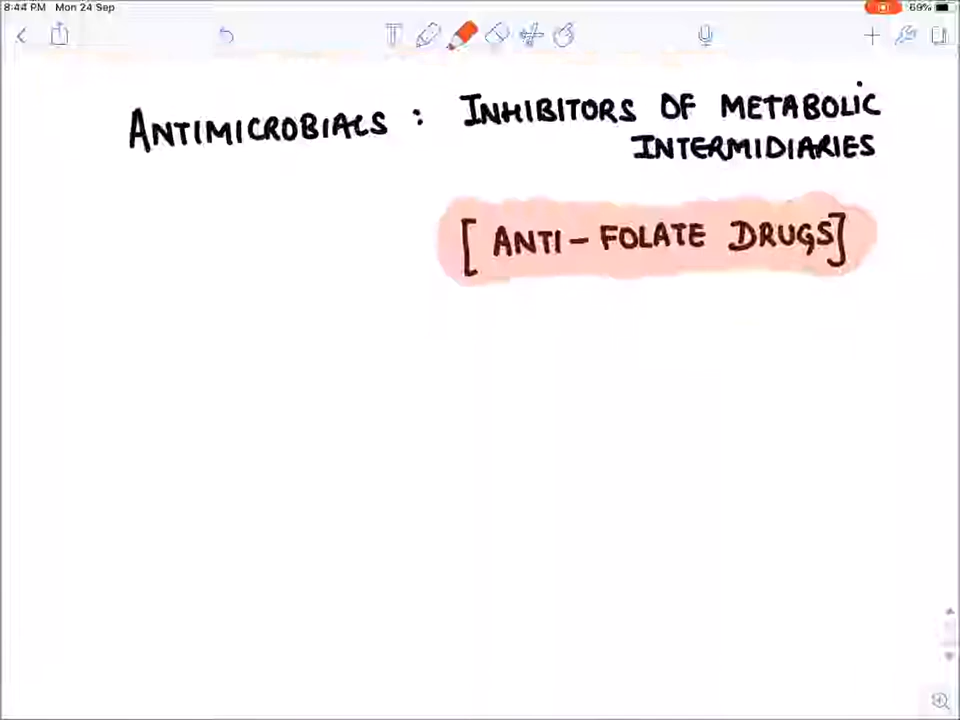 8:44 PM Mon 24 Sep
69%
ANTIMICROBIALS : INHIBITORS OF METABOLIC
INTERMIDIARIES
[ ANTI - FOLATE DRUGS]